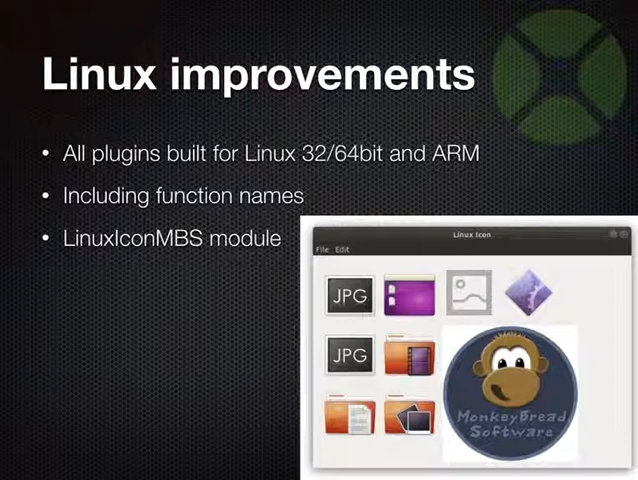 Linux improvements
• All plugins built for Linux 32/64bit and ARM
• Including function names
• LinuxIconMBS module
Linux Icon
File Edit
JPG
JPG
MonkeyBread
Software